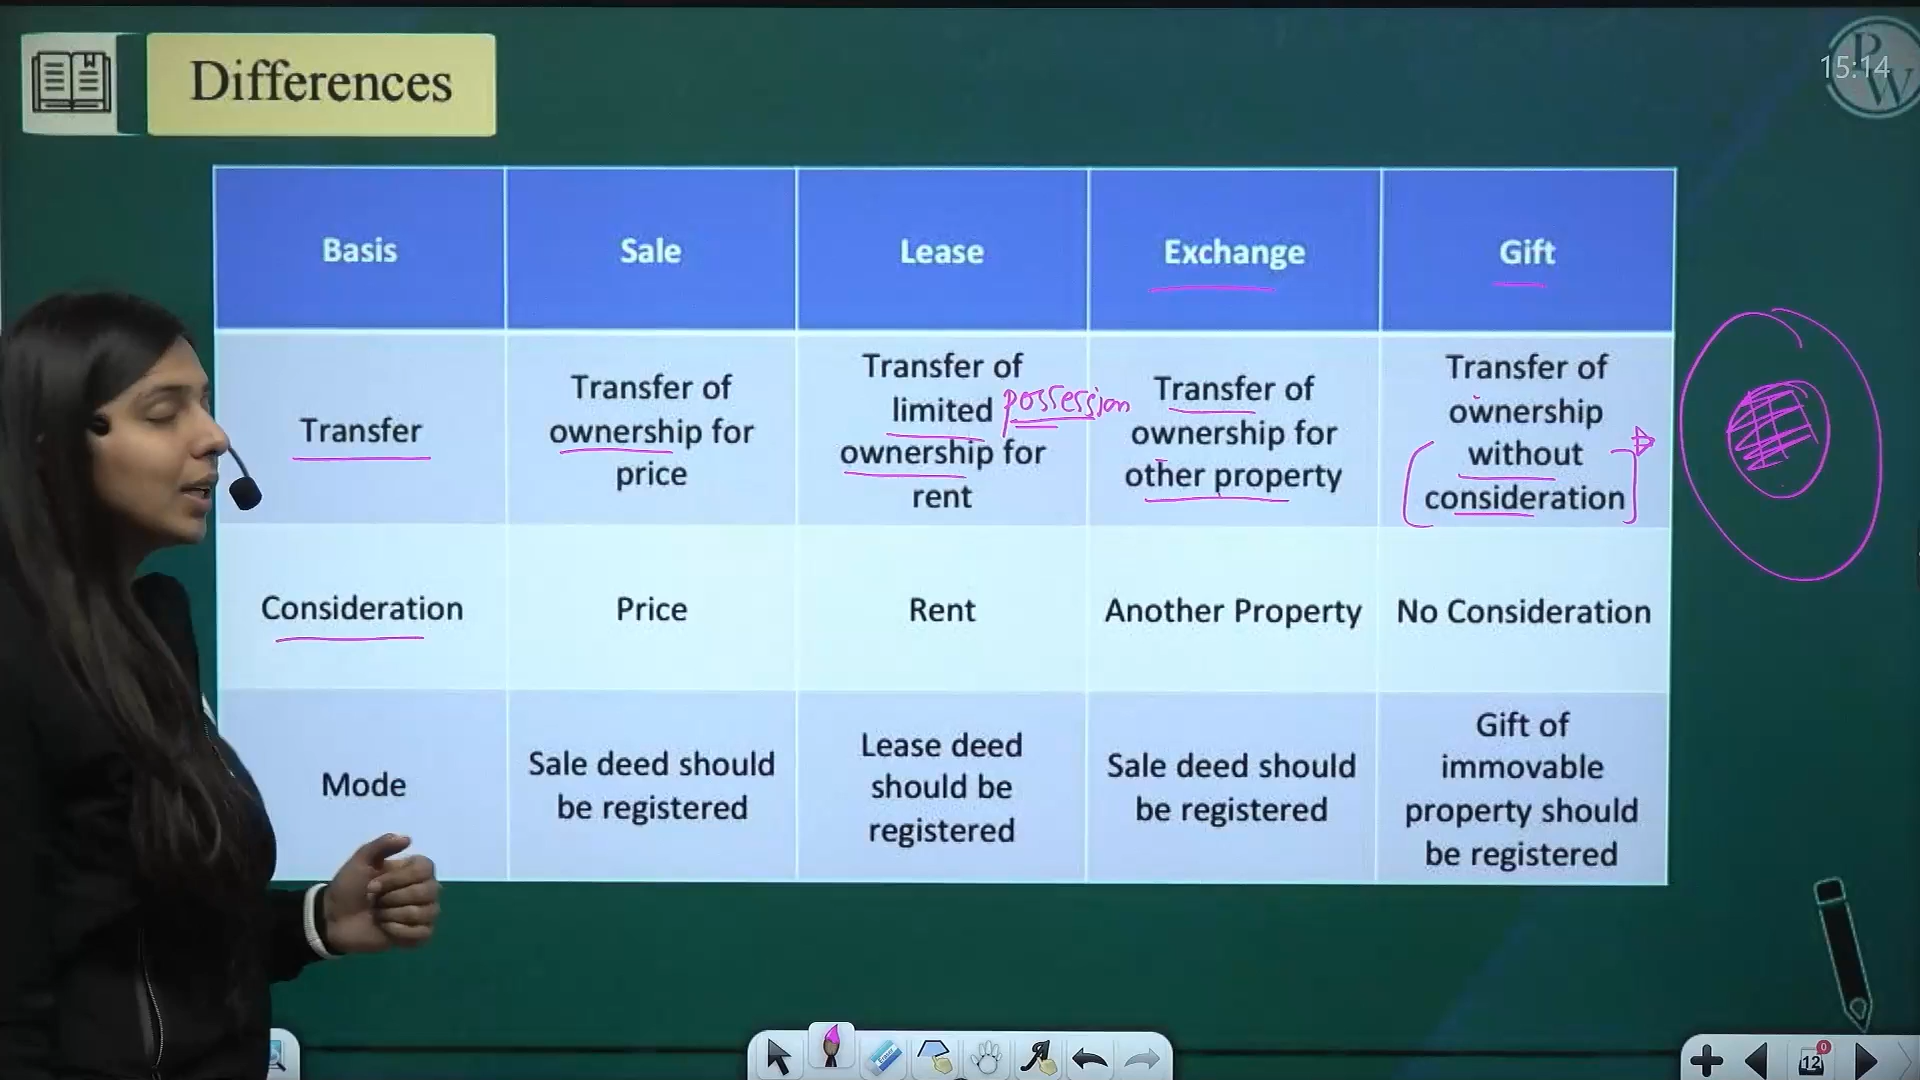 Differences
PW
15:14
Basis
Sale
Lease
Exchange
Gift
Transfer
Transfer of
ownership for
price
Transfer of
limited possession
ownership for
rent
Transfer of
ownership for
other property
Transfer of
ownership
without
consideration
Consideration
Price
Rent
Another Property
No Consideration
Mode
Sale deed should
be registered
Lease deed
should be
registered
Sale deed should
be registered
Gift of
immovable
property should
be registered
12
0